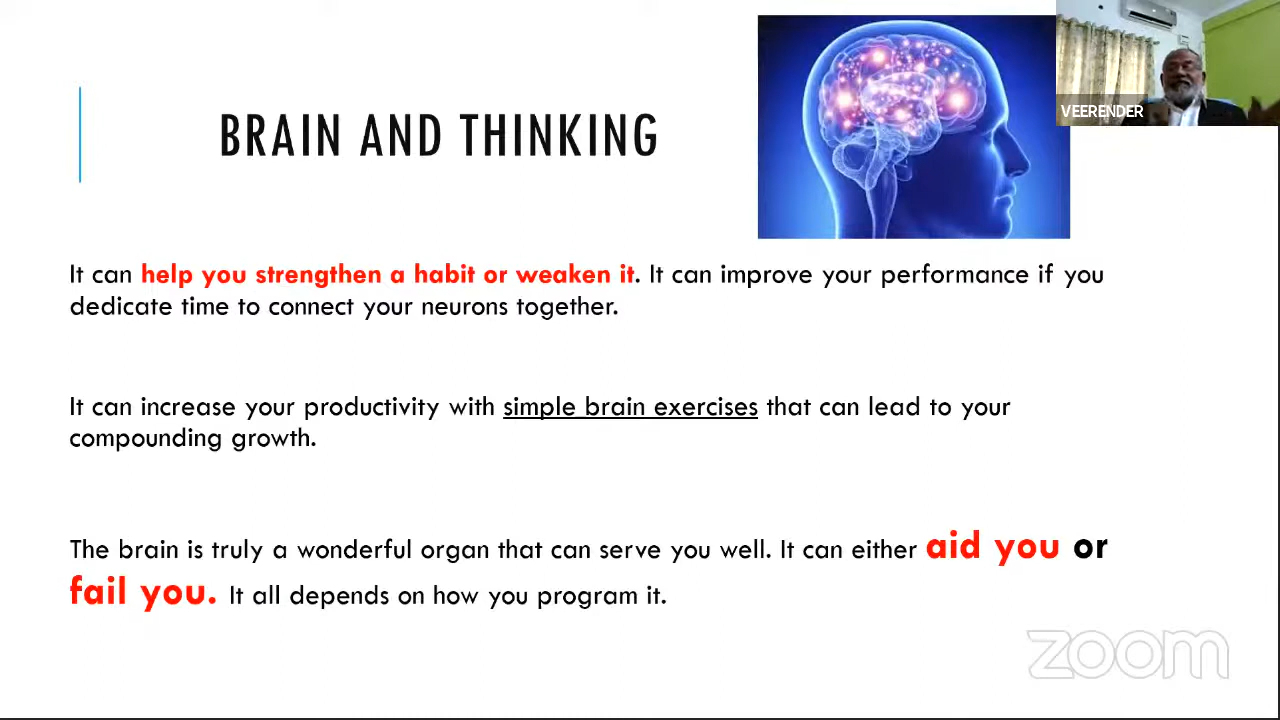 VEERENDER
BRAIN AND THINKING
It can help you strengthen a habit or weaken it. It can improve your performance if you
dedicate time to connect your neurons together.
It can increase your productivity with simple brain exercises that can lead to your
compounding growth.
The brain is truly a wonderful organ that can serve you well. It can either aid you or
fail you. It all depends on how you program it.
zoom